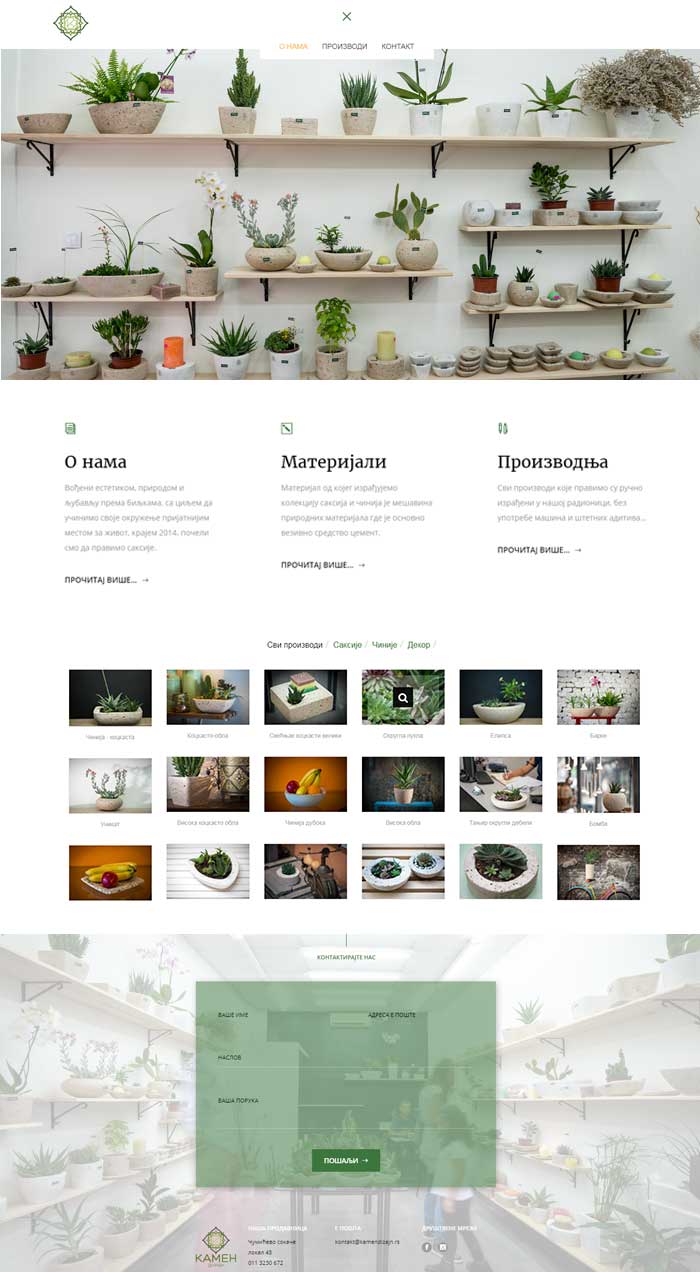 О НАМА ПРОИЗВОДИ КОНТАКТ
О нама
Вођени естетиком, природом и
љубављу према биљкама, са циљем да
учинимо своје окружење пријатнијим
местом за живот, крајем 2014. почели
смо да правимо саксије.
ПРОЧИТАЈ ВИШЕ... →
Материјали
Материјал од којег израђујемо
колекцију саксија и чинија је мешавина
природних материјала где је основно
везивно средство цемент.
ПРОЧИТАЈ ВИШЕ... →
Производња
Сви производи које правимо су ручно
израђени у нашој радионици, без
употребе машина и штетних адитива...
ПРОЧИТАЈ ВИШЕ... →
Сви производи / Саксије / Чиније / Декор /
Чинија - коцкаста
Коцкасто обла
Свећњак коцкасти велики
Округла пузла
Елипса
Барке
Уникат
Висока коцкасто обла
Чинија дубока
Висока обла
Тањир округли дебели
Бомба
КОНТАКТИРАЈТЕ НАС
ВАШЕ ИМЕ
АДРЕСА Е ПОШТЕ
НАСЛОВ
ВАША ПОРУКА
ПОШАЉИ →
КАМЕН
НАША ПРОДАВНИЦА
Чумићево сокаче
локал 48
011 3230 672
Е ПОШТА
kontakt@kamendizajn.rs
ДРУШТВЕНЕ МРЕЖЕ